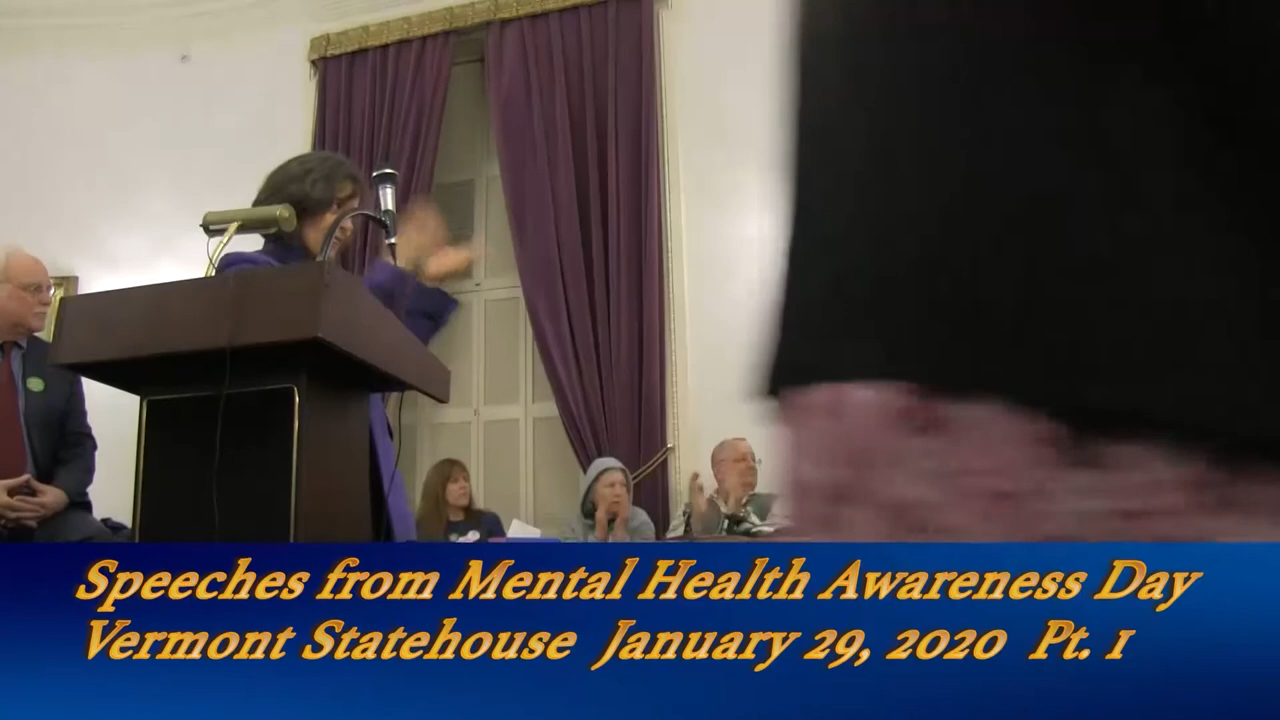 Speeches from Mental Health Awareness Day
Vermont Statehouse January 29, 2020 Pt. 1